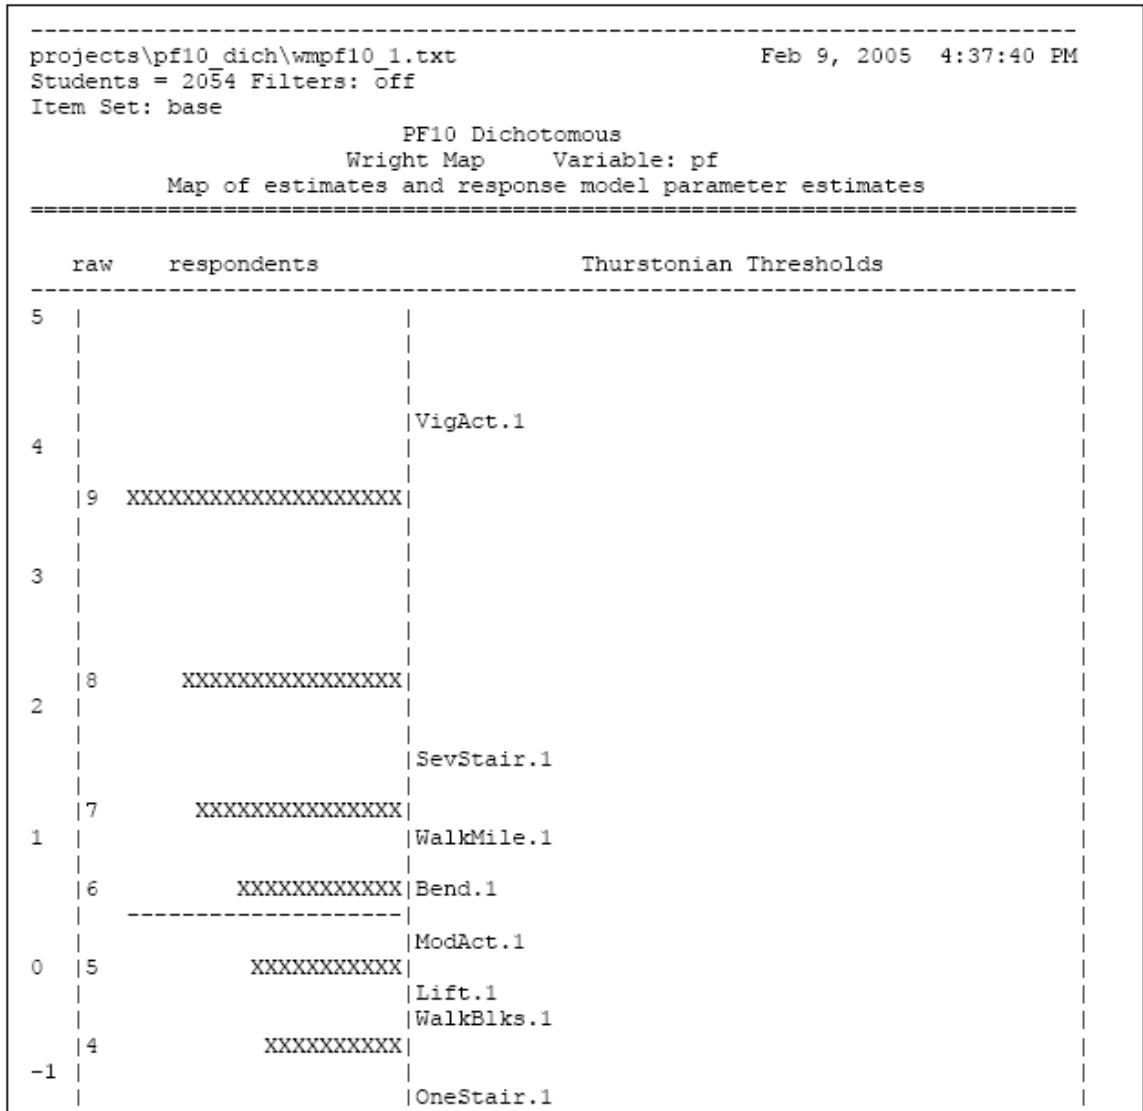 --------------------------------------------------------------------------
projects\pf10_dich\wmpf10_1.txt                      Feb 9, 2005  4:37:40 PM
Students = 2054 Filters: off
Item Set: base
                           PF10 Dichotomous
                       Wright Map     Variable: pf
          Map of estimates and response model parameter estimates
============================================================================
   raw    respondents                   Thurstonian Thresholds
----------------------------------------------------------------------------
5  |                       |                                                |
   |                       |                                                |
   |                       |                                                |
   |                       |                                                |
   |                       |VigAct.1                                        |
4  |                       |                                                |
   |                       |                                                |
   |9  XXXXXXXXXXXXXXXXXXXX|                                                |
   |                       |                                                |
   |                       |                                                |
3  |                       |                                                |
   |                       |                                                |
   |                       |                                                |
   |                       |                                                |
   |8      XXXXXXXXXXXXXXXX|                                                |
2  |                       |                                                |
   |                       |                                                |
   |                       |SevStair.1                                      |
   |                       |                                                |
   |7       XXXXXXXXXXXXXXX|                                                |
1  |                       |WalkMile.1                                      |
   |                       |                                                |
   |6          XXXXXXXXXXXX|Bend.1                                          |
   |   --------------------|                                                |
   |                       |ModAct.1                                        |
0  |5           XXXXXXXXXXX|                                                |
   |                       |Lift.1                                          |
   |                       |WalkBlks.1                                      |
   |4            XXXXXXXXXX|                                                |
-1 |                       |                                                |
   |                       |OneStair.1                                      |